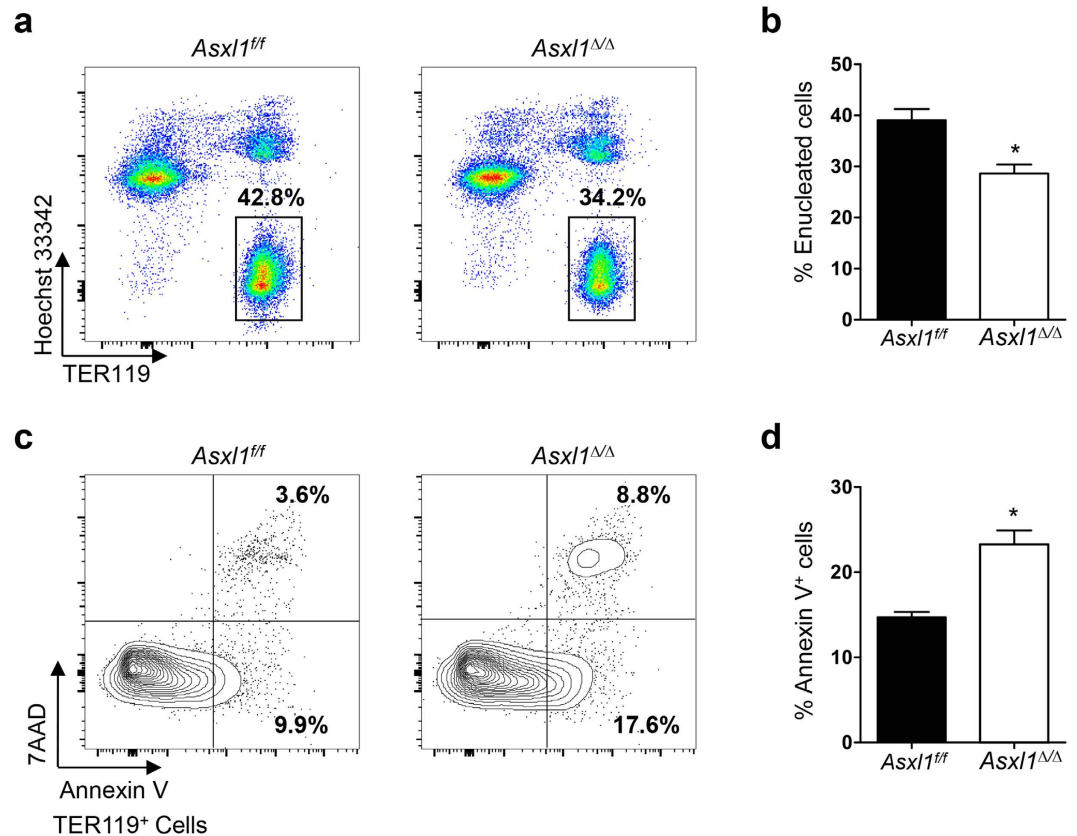 a
Asxl1f/f
Asxl1Δ/Δ
42.8%
34.2%
Hoechst 33342
TER119
b
50
40
30
20
10
0
% Enucleated cells
*
Asxl1f/f
Asxl1Δ/Δ
c
Asxl1f/f
Asxl1Δ/Δ
3.6%
8.8%
9.9%
17.6%
7AAD
Annexin V
TER119+ Cells
d
30
20
10
0
% Annexin V+ cells
*
Asxl1f/f
Asxl1Δ/Δ